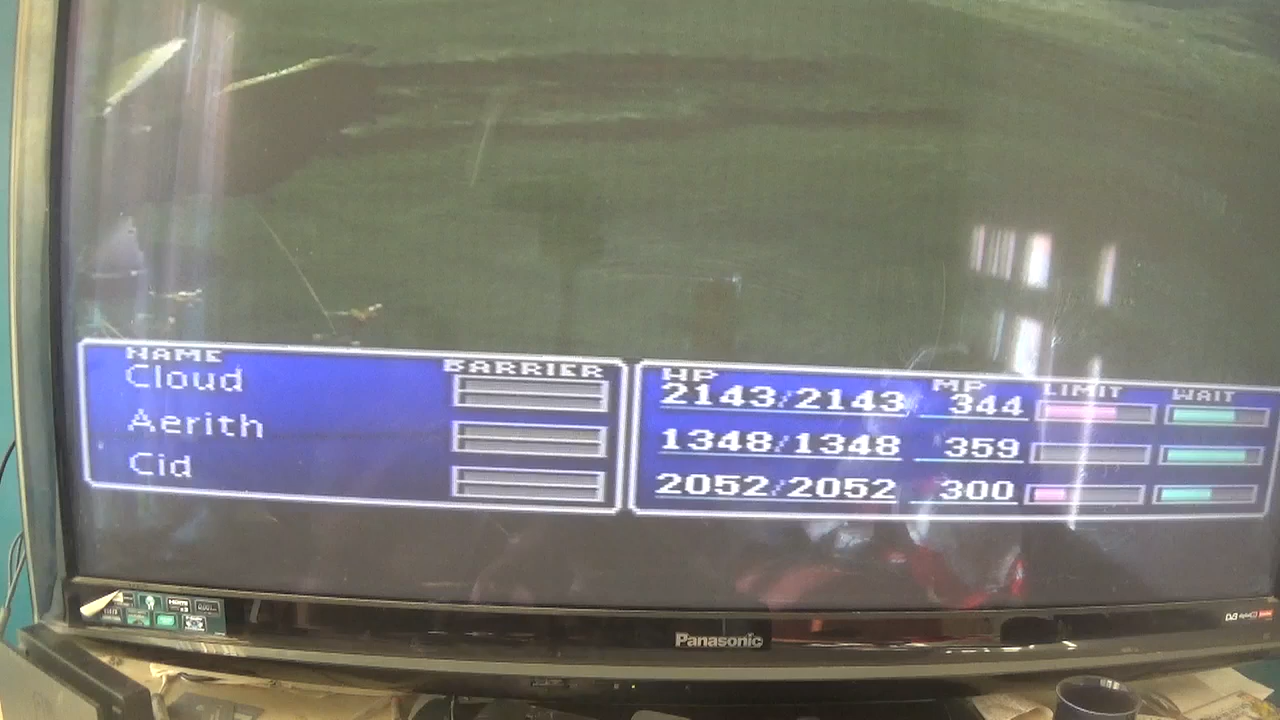 NAME BARRIER HP MP LIMIT WAIT
Cloud 2143/2143 344
Aerith 1348/1348 359
Cid 2052/2052 300
Panasonic